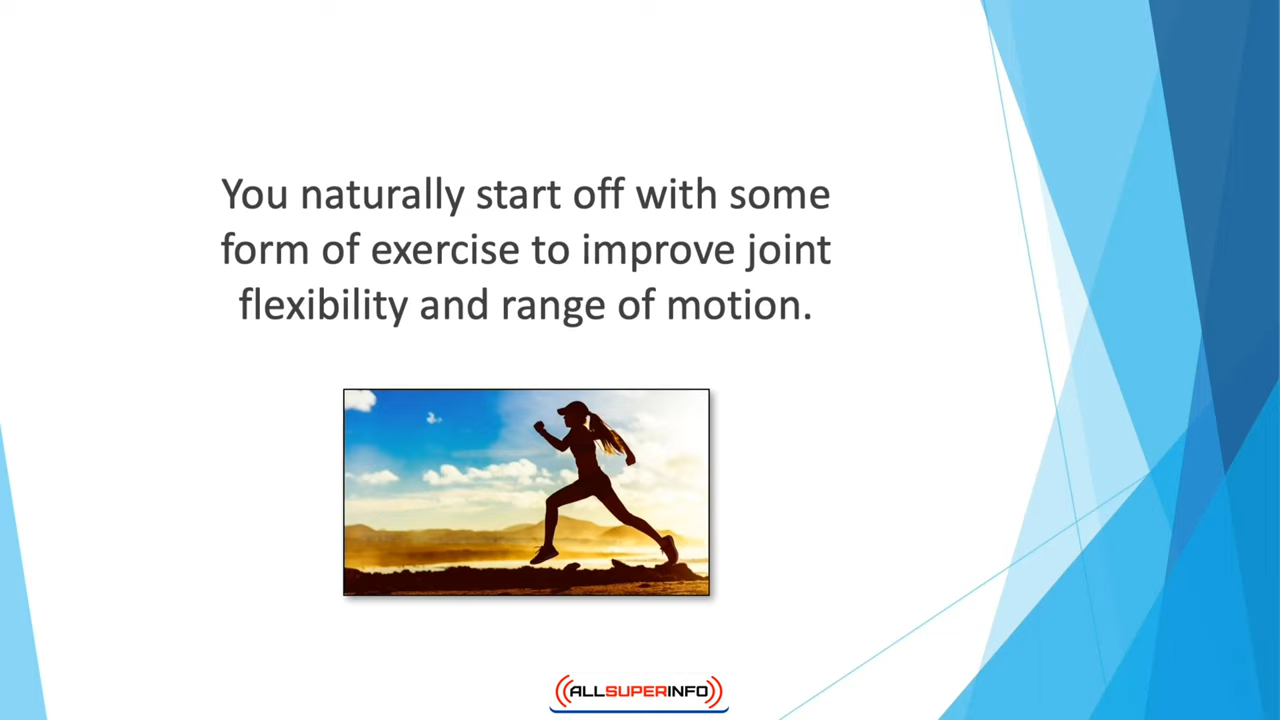 You naturally start off with some
form of exercise to improve joint
flexibility and range of motion.
ALLSUPERINFO